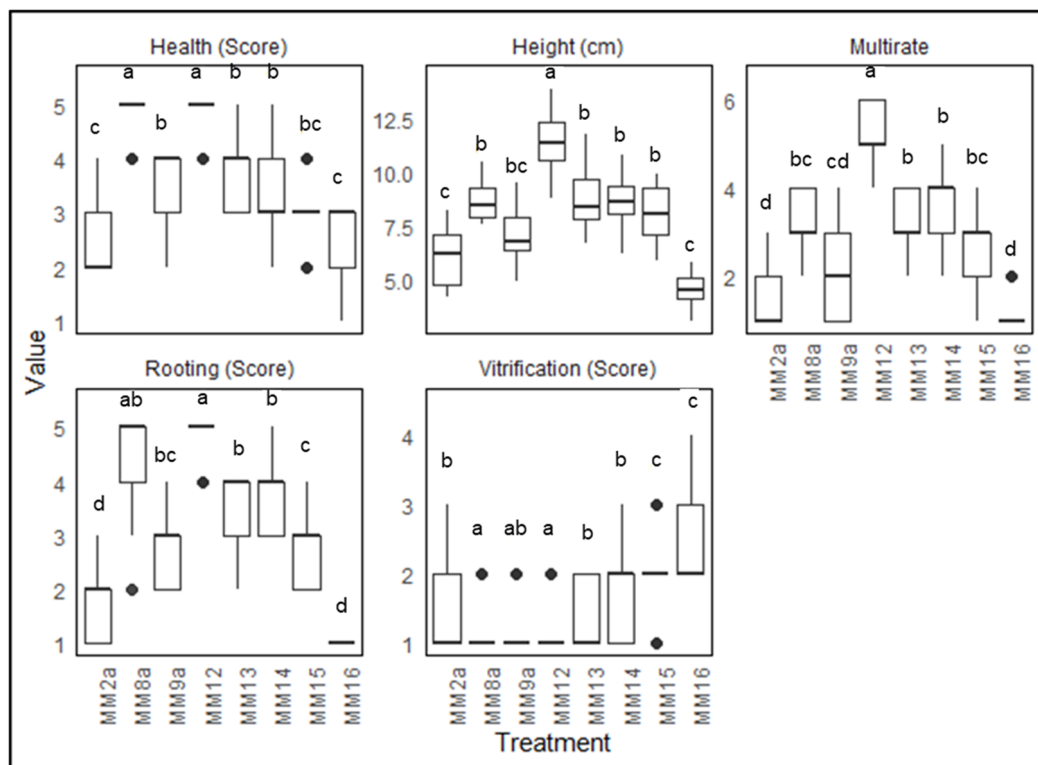 Health (Score)
a a b b
c b bc c
5
4
3
2
1
Height (cm)
a
b b b b
c bc c
12.5
10.0
7.5
5.0
Multirate
a
b
bc cd b bc
d d
6
4
2
MM2a MM8a MM9a MM12 MM13 MM14 MM15 MM16
Value
Rooting (Score)
ab a b
bc b c
d d
5
4
3
2
1
MM2a MM8a MM9a MM12 MM13 MM14 MM15 MM16
Vitrification (Score)
c
b b c
a ab a b
4
3
2
1
MM2a MM8a MM9a MM12 MM13 MM14 MM15 MM16
Treatment